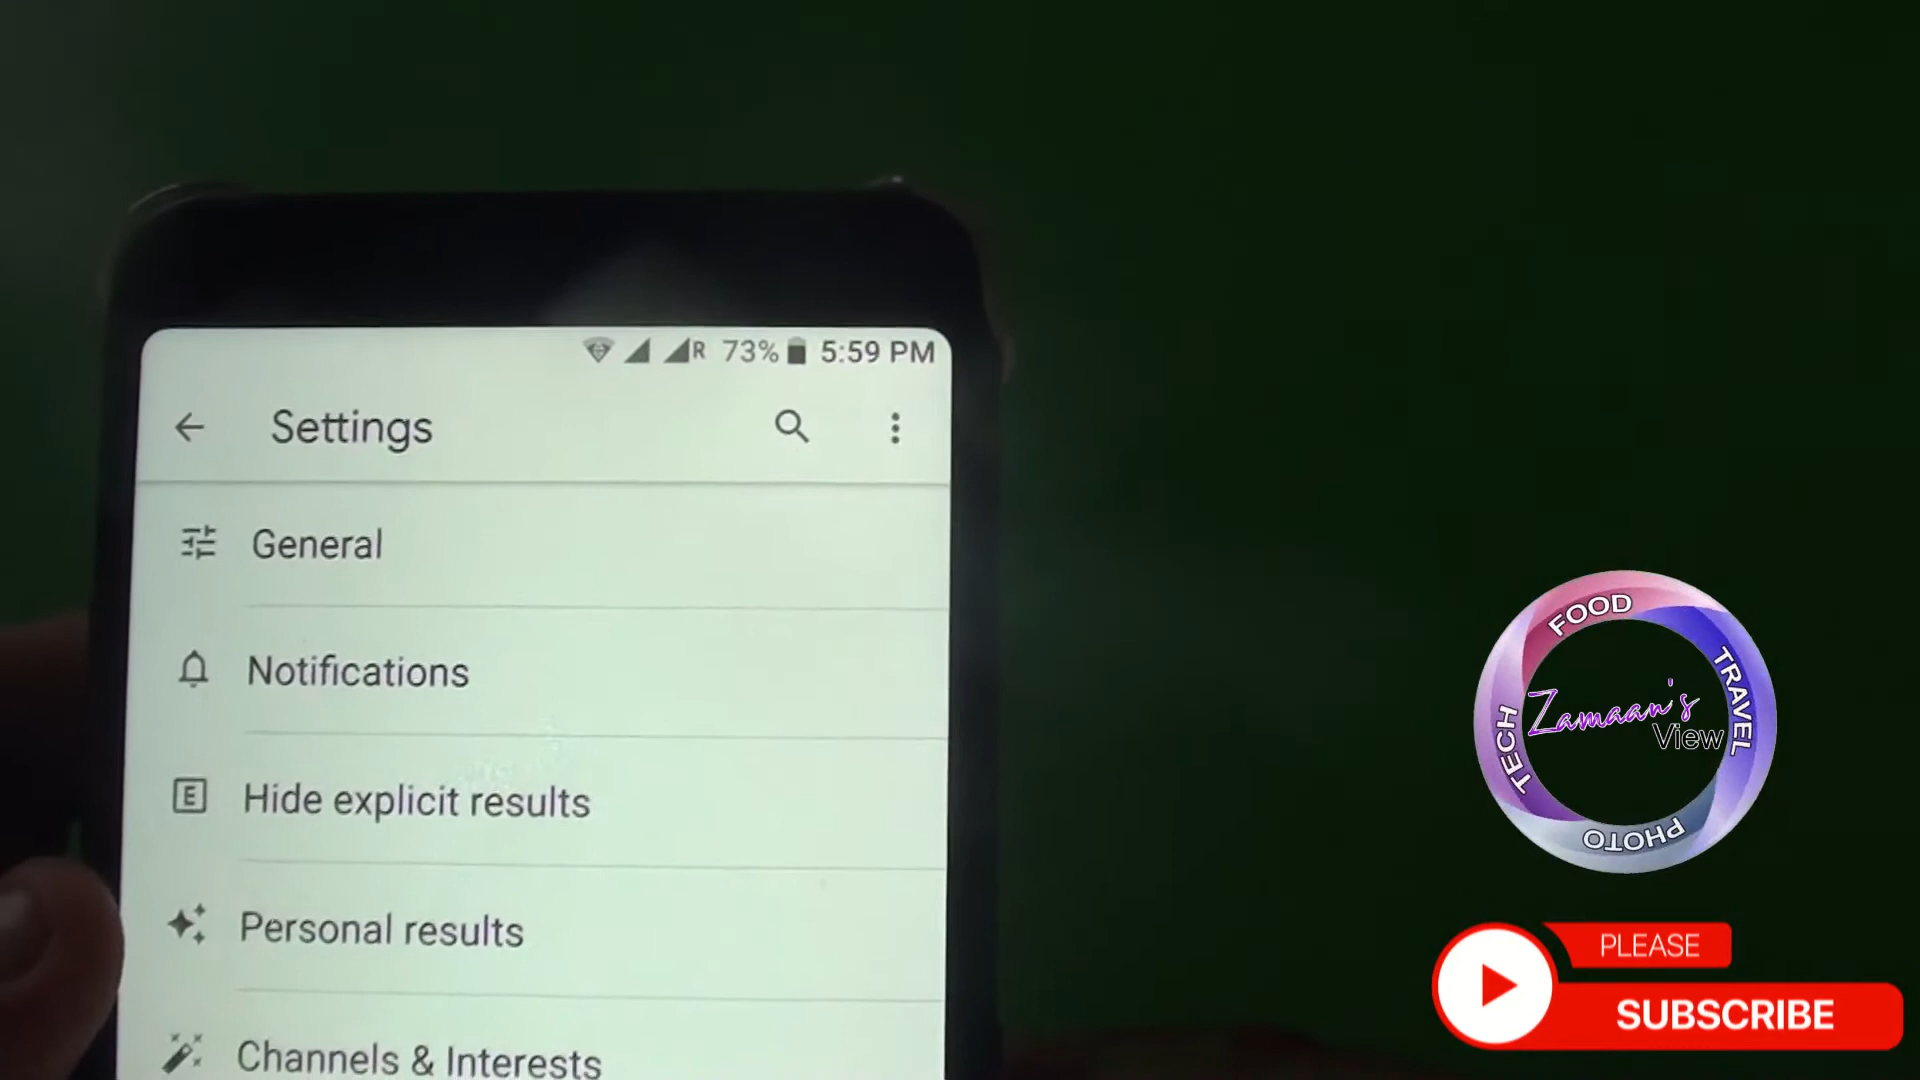 R 73% 5:59 PM
Settings
General
Notifications
Hide explicit results
Personal results
Channels & Interests
FOOD
TRAVEL
PHOTO
TECH
Zamaan's
View
PLEASE
SUBSCRIBE